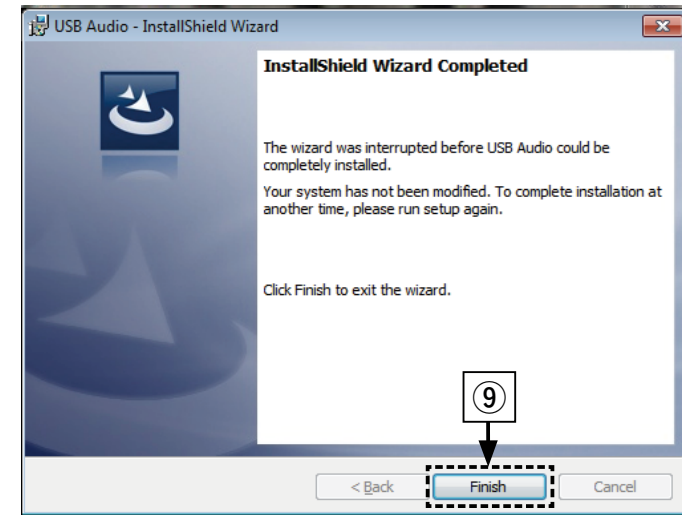 USB Audio - InstallShield Wizard
InstallShield Wizard Completed
The wizard was interrupted before USB Audio could be
completely installed.
Your system has not been modified. To complete installation at
another time, please run setup again.
Click Finish to exit the wizard.
⑨
< Back Finish Cancel